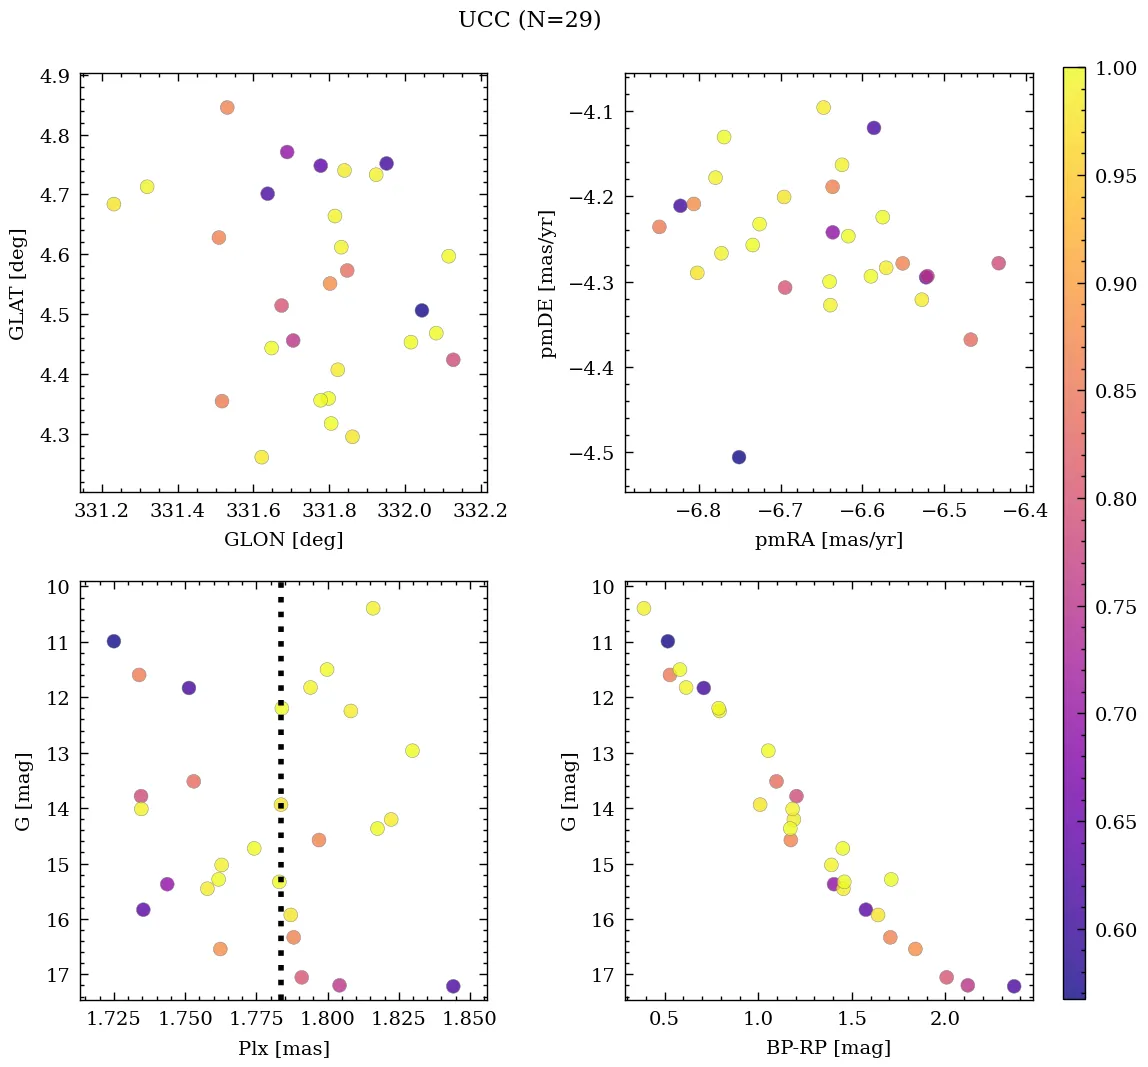 UCC (N=29)
4.9
4.8
4.7
4.6
4.5
4.4
4.3
GLAT [deg]
331.2 331.4 331.6 331.8 332.0 332.2
GLON [deg]
−4.1
−4.2
−4.3
−4.4
−4.5
pmDE [mas/yr]
−6.8 −6.7 −6.6 −6.5 −6.4
pmRA [mas/yr]
10
11
12
13
14
15
16
17
G [mag]
1.725 1.750 1.775 1.800 1.825 1.850
Plx [mas]
10
11
12
13
14
15
16
17
G [mag]
0.5 1.0 1.5 2.0
BP-RP [mag]
1.00
0.95
0.90
0.85
0.80
0.75
0.70
0.65
0.60